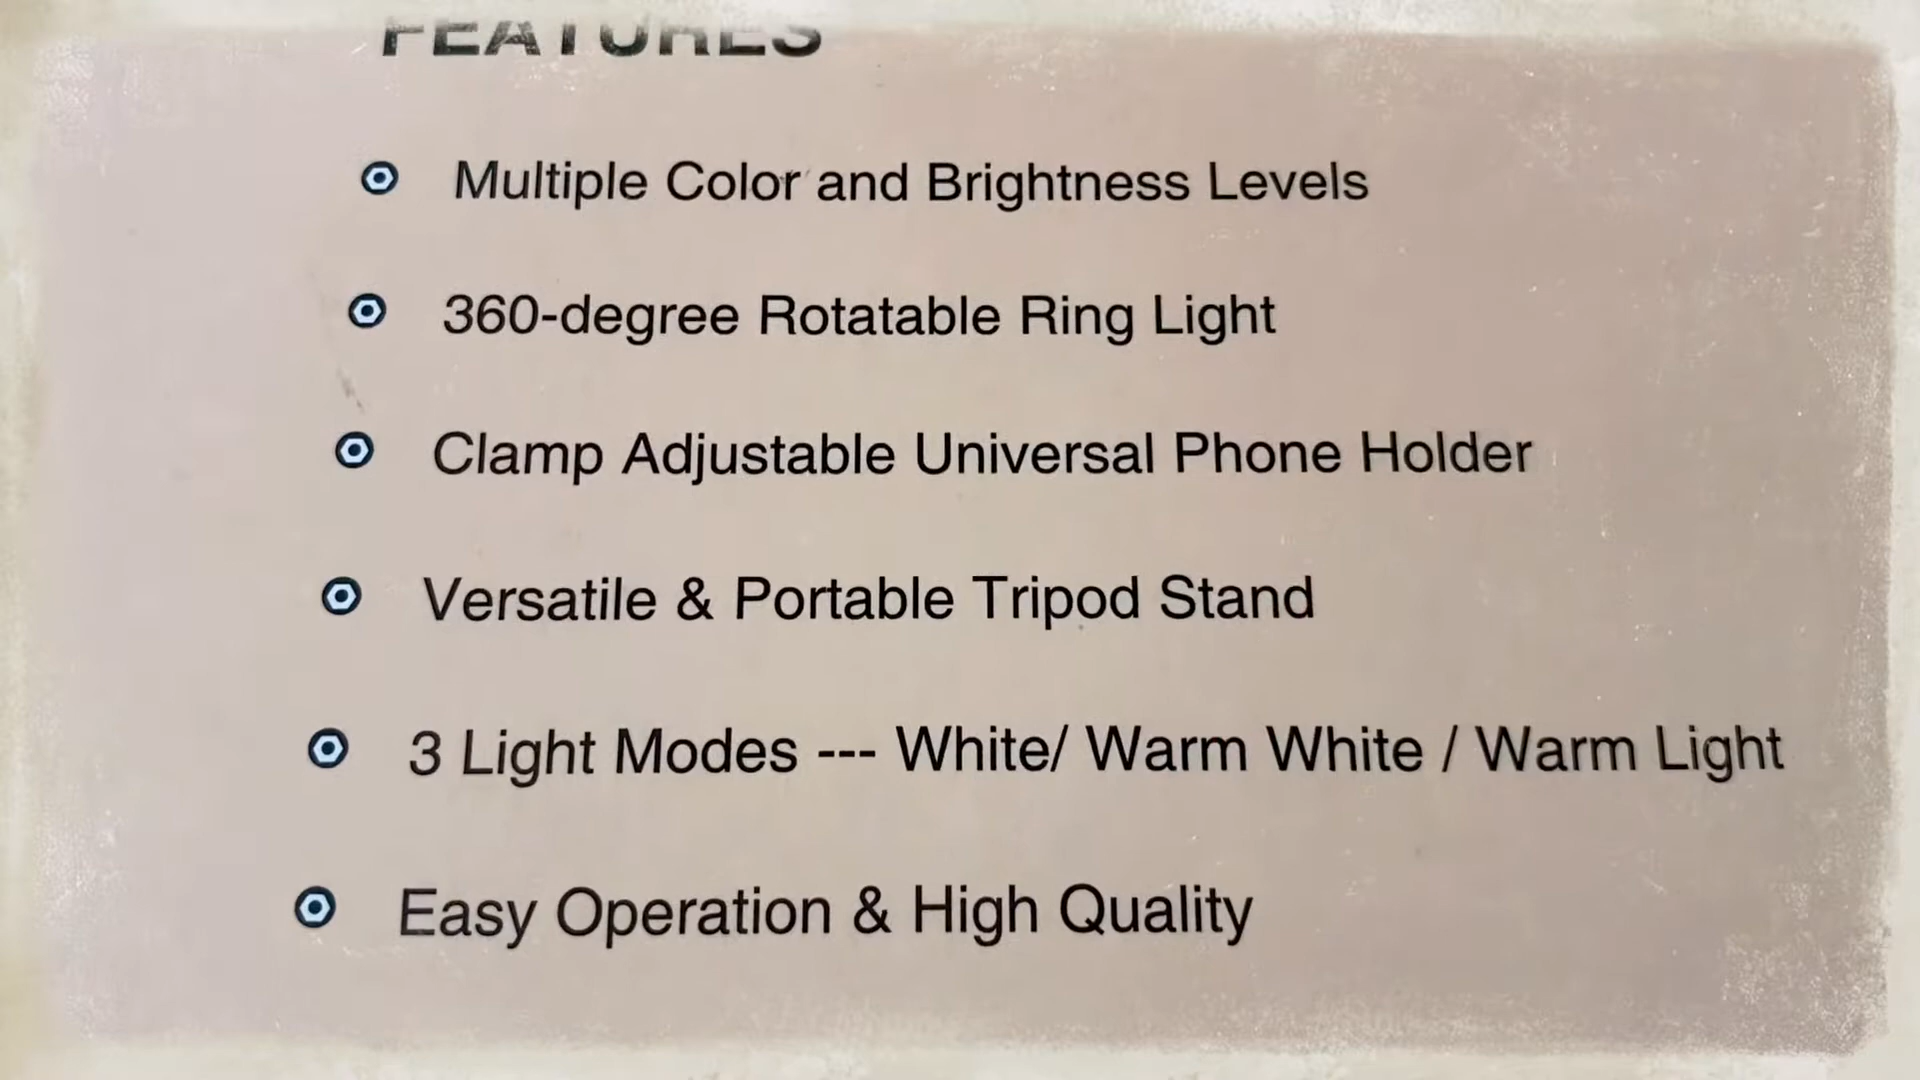 FEATURES
Multiple Color and Brightness Levels
360-degree Rotatable Ring Light
Clamp Adjustable Universal Phone Holder
Versatile & Portable Tripod Stand
3 Light Modes --- White/ Warm White / Warm Light
Easy Operation & High Quality